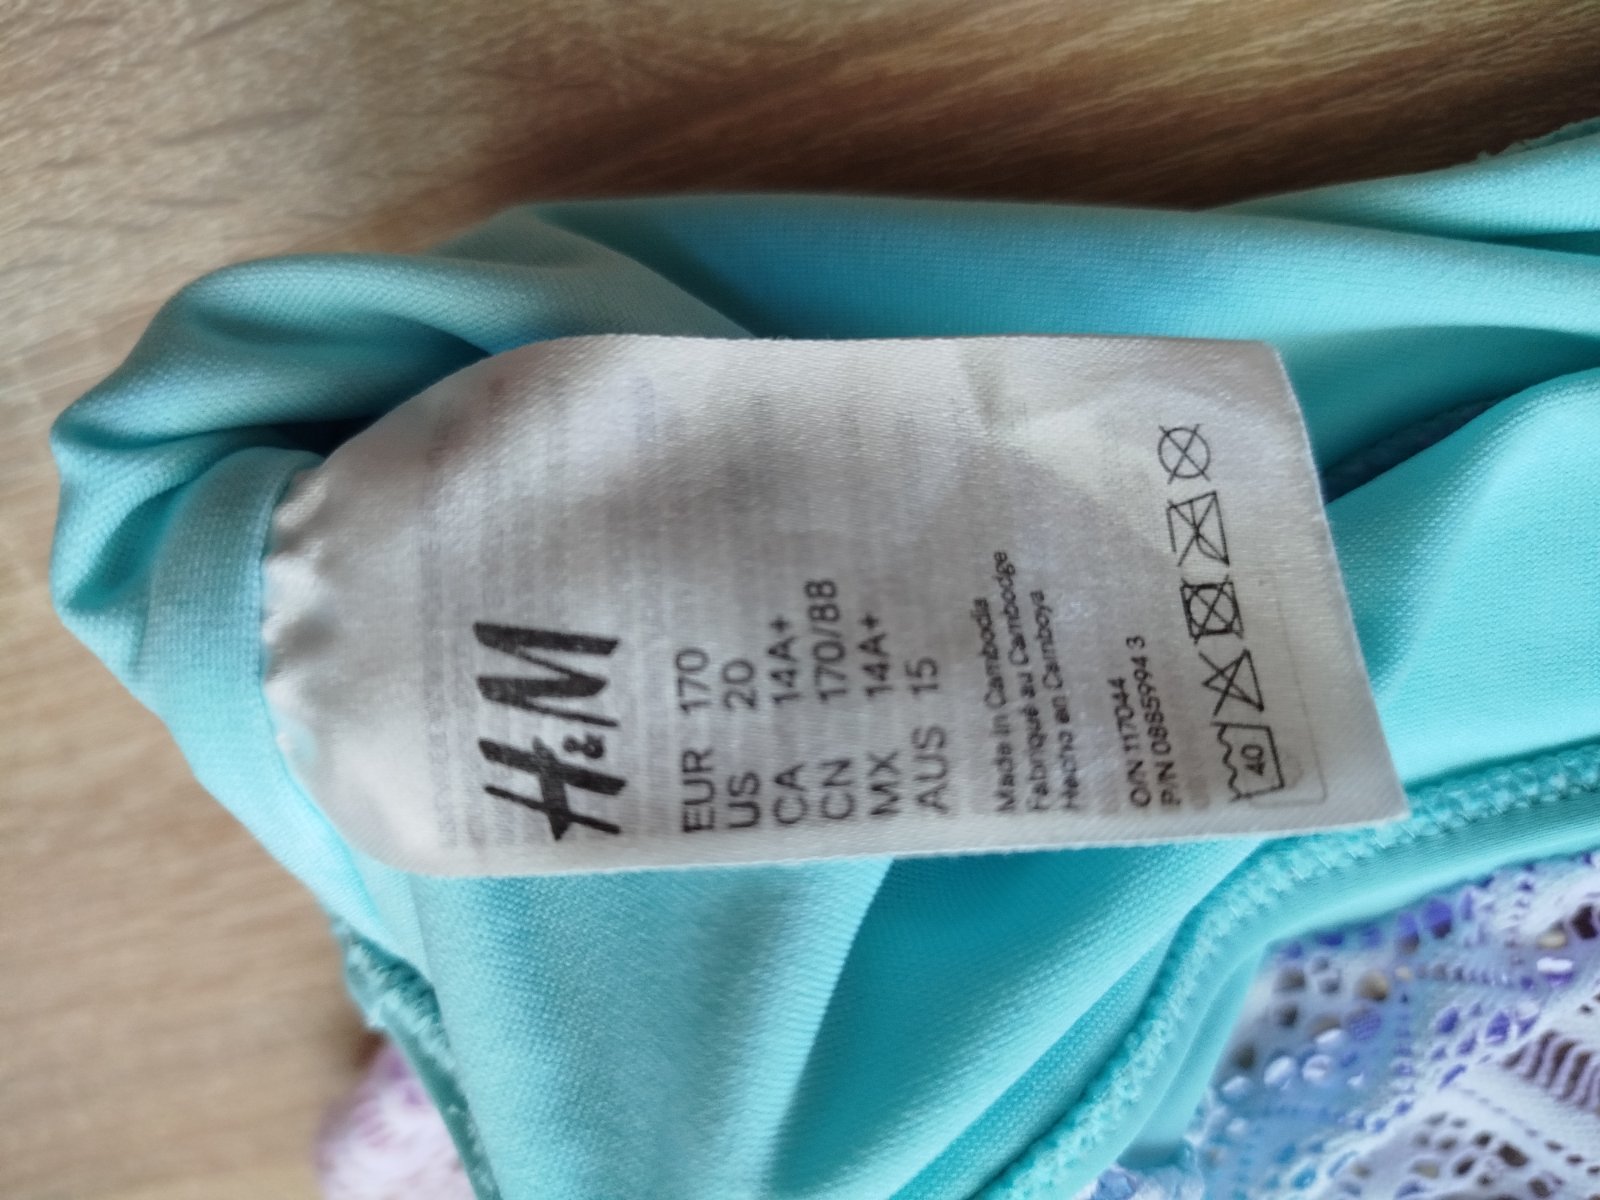 H&M
EUR 170
US 20
CA 14A+
CN 170/88
MX 14A+
AUS 15
Made in Cambodia
Fabriqué au Cambodge
Hecho en Camboya
O/N 117044
P/N 0885994 3
40